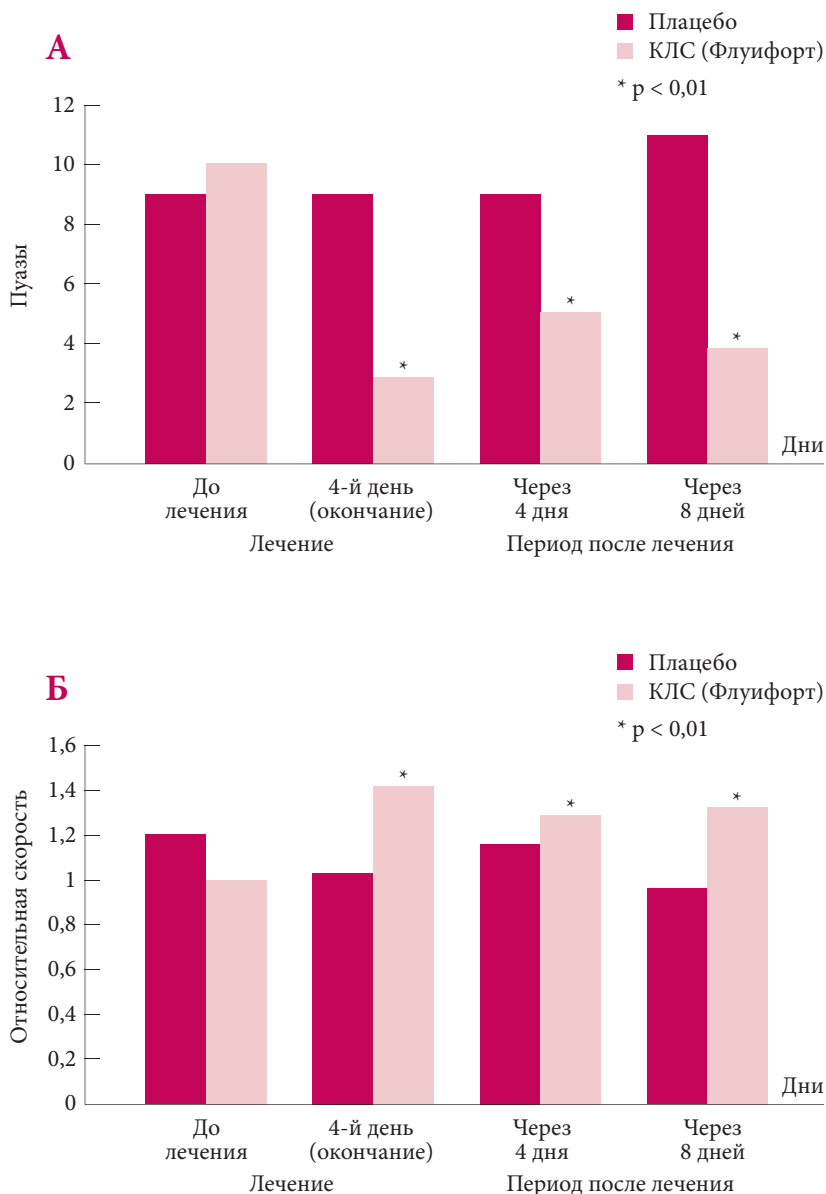 А
Плацебо
КЛС (Флуифорт)
* p < 0,01
Пуазы
12
10
8
6
4
2
0
*
*
*
Дни
До лечения
4-й день (окончание)
Через 4 дня
Через 8 дней
Лечение
Период после лечения
Б
Плацебо
КЛС (Флуифорт)
* p < 0,01
Относительная скорость
1,6
1,4
1,2
1
0,8
0,6
0,4
0,2
0
*
*
*
Дни
До лечения
4-й день (окончание)
Через 4 дня
Через 8 дней
Лечение
Период после лечения